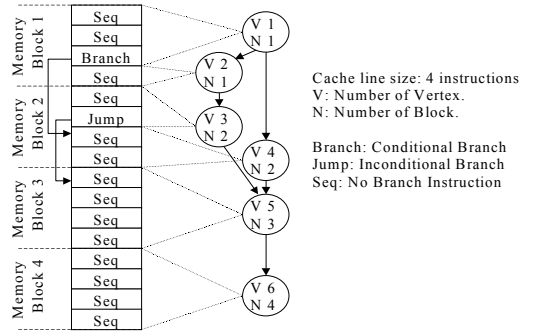 Memory
Block 1
Seq
Seq
Branch
Seq
Memory
Block 2
Seq
Jump
Seq
Seq
Memory
Block 3
Seq
Seq
Seq
Seq
Memory
Block 4
Seq
Seq
Seq
Seq
V 1
N 1
V 2
N 1
V 3
N 2
V 4
N 2
V 5
N 3
V 6
N 4
Cache line size: 4 instructions
V: Number of Vertex.
N: Number of Block.
Branch: Conditional Branch
Jump: Inconditional Branch
Seq: No Branch Instruction